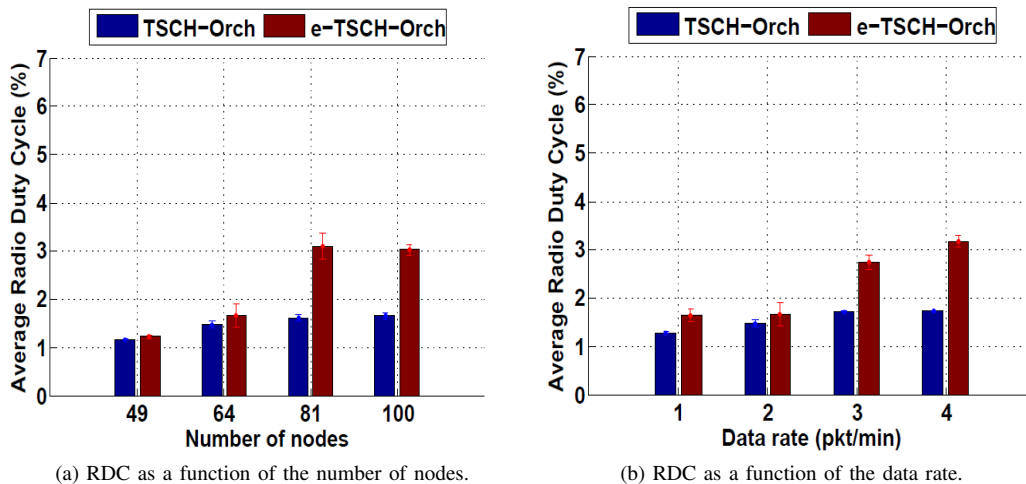 TSCH-Orch e-TSCH-Orch
Average Radio Duty Cycle (%)
7
6
5
4
3
2
1
0
49 64 81 100
Number of nodes
(a) RDC as a function of the number of nodes.
TSCH-Orch e-TSCH-Orch
Average Radio Duty Cycle (%)
7
6
5
4
3
2
1
0
1 2 3 4
Data rate (pkt/min)
(b) RDC as a function of the data rate.